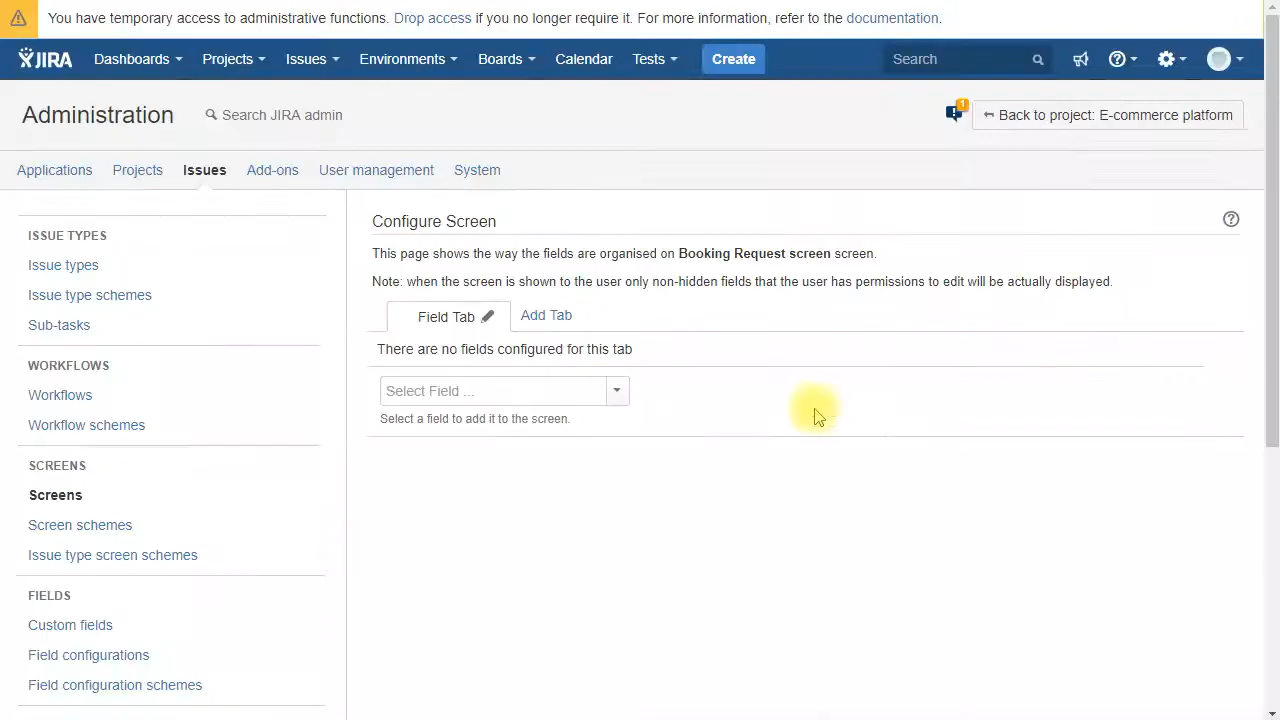 You have temporary access to administrative functions. Drop access if you no longer require it. For more information, refer to the documentation.
JIRA Dashboards Projects Issues Environments Boards Calendar Tests Create Search
Administration Search JIRA admin 1 Back to project: E-commerce platform
Applications Projects Issues Add-ons User management System
ISSUE TYPES
Issue types
Issue type schemes
Sub-tasks
WORKFLOWS
Workflows
Workflow schemes
SCREENS
Screens
Screen schemes
Issue type screen schemes
FIELDS
Custom fields
Field configurations
Field configuration schemes
Configure Screen
This page shows the way the fields are organised on Booking Request screen screen.
Note: when the screen is shown to the user only non-hidden fields that the user has permissions to edit will be actually displayed.
Field Tab Add Tab
There are no fields configured for this tab
Select Field ...
Select a field to add it to the screen.